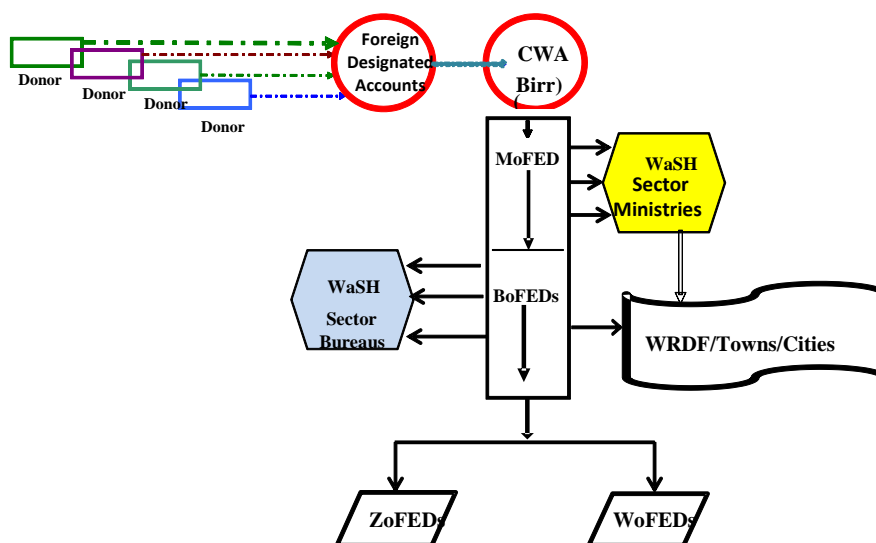 Donor
Donor
Donor
Donor
Foreign
Designated
Accounts
CWA
(Birr)
MoFED
WaSH
Sector
Ministries
WaSH
Sector
Bureaus
BoFEDs
WRDF/Towns/Cities
ZoFEDs
WoFEDs